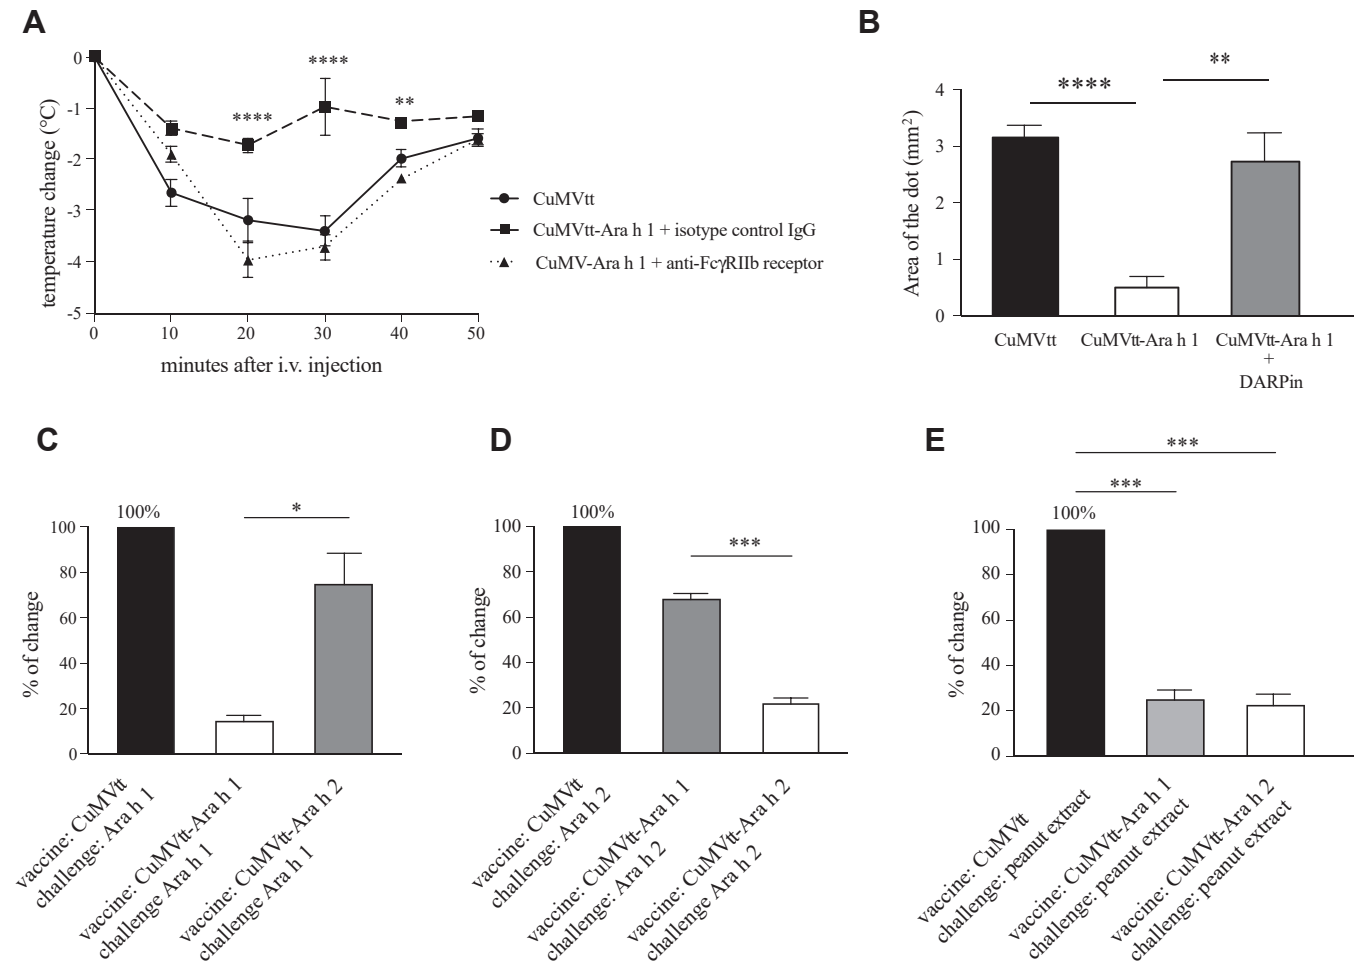 A
0
-1
-2
-3
-4
-5
temperature change (°C)
****
****
**
0
10
20
30
40
50
minutes after i.v. injection
CuMVtt
CuMVtt-Ara h 1 + isotype control IgG
CuMV-Ara h 1 + anti-FcγRIIb receptor
B
4
3
2
1
0
Area of the dot (mm²)
****
**
CuMVtt
CuMVtt-Ara h 1
CuMVtt-Ara h 1
+
DARPin
C
100
80
60
40
20
0
% of change
100%
*
vaccine: CuMVtt
challenge: Ara h 1
vaccine: CuMVtt-Ara h 1
challenge Ara h 1
vaccine: CuMVtt-Ara h 2
challenge Ara h 1
D
100
80
60
40
20
0
% of change
100%
***
vaccine: CuMVtt
challenge: Ara h 2
vaccine: CuMVtt-Ara h 1
challenge: Ara h 2
vaccine: CuMVtt-Ara h 2
challenge Ara h 2
E
100
80
60
40
20
0
% of change
***
***
100%
vaccine: CuMVtt
challenge: peanut extract
vaccine: CuMVtt-Ara h 1
challenge: peanut extract
vaccine: CuMVtt-Ara h 2
challenge: peanut extract